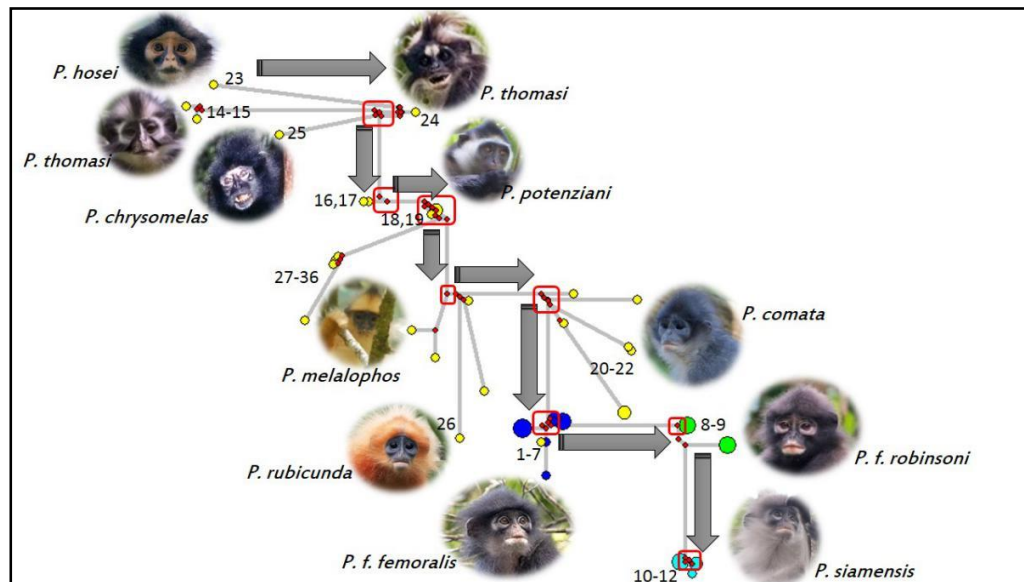 P. hosei
23
P. thomasi
14-15
24
P. thomasi
25
P. chrysomelas
16,17
P. potenziani
18,19
27-36
P. comata
P. melalophos
20-22
26
8-9
1-7
P. rubicunda
P. f. robinsoni
P. f. femoralis
10-12
P. siamensis